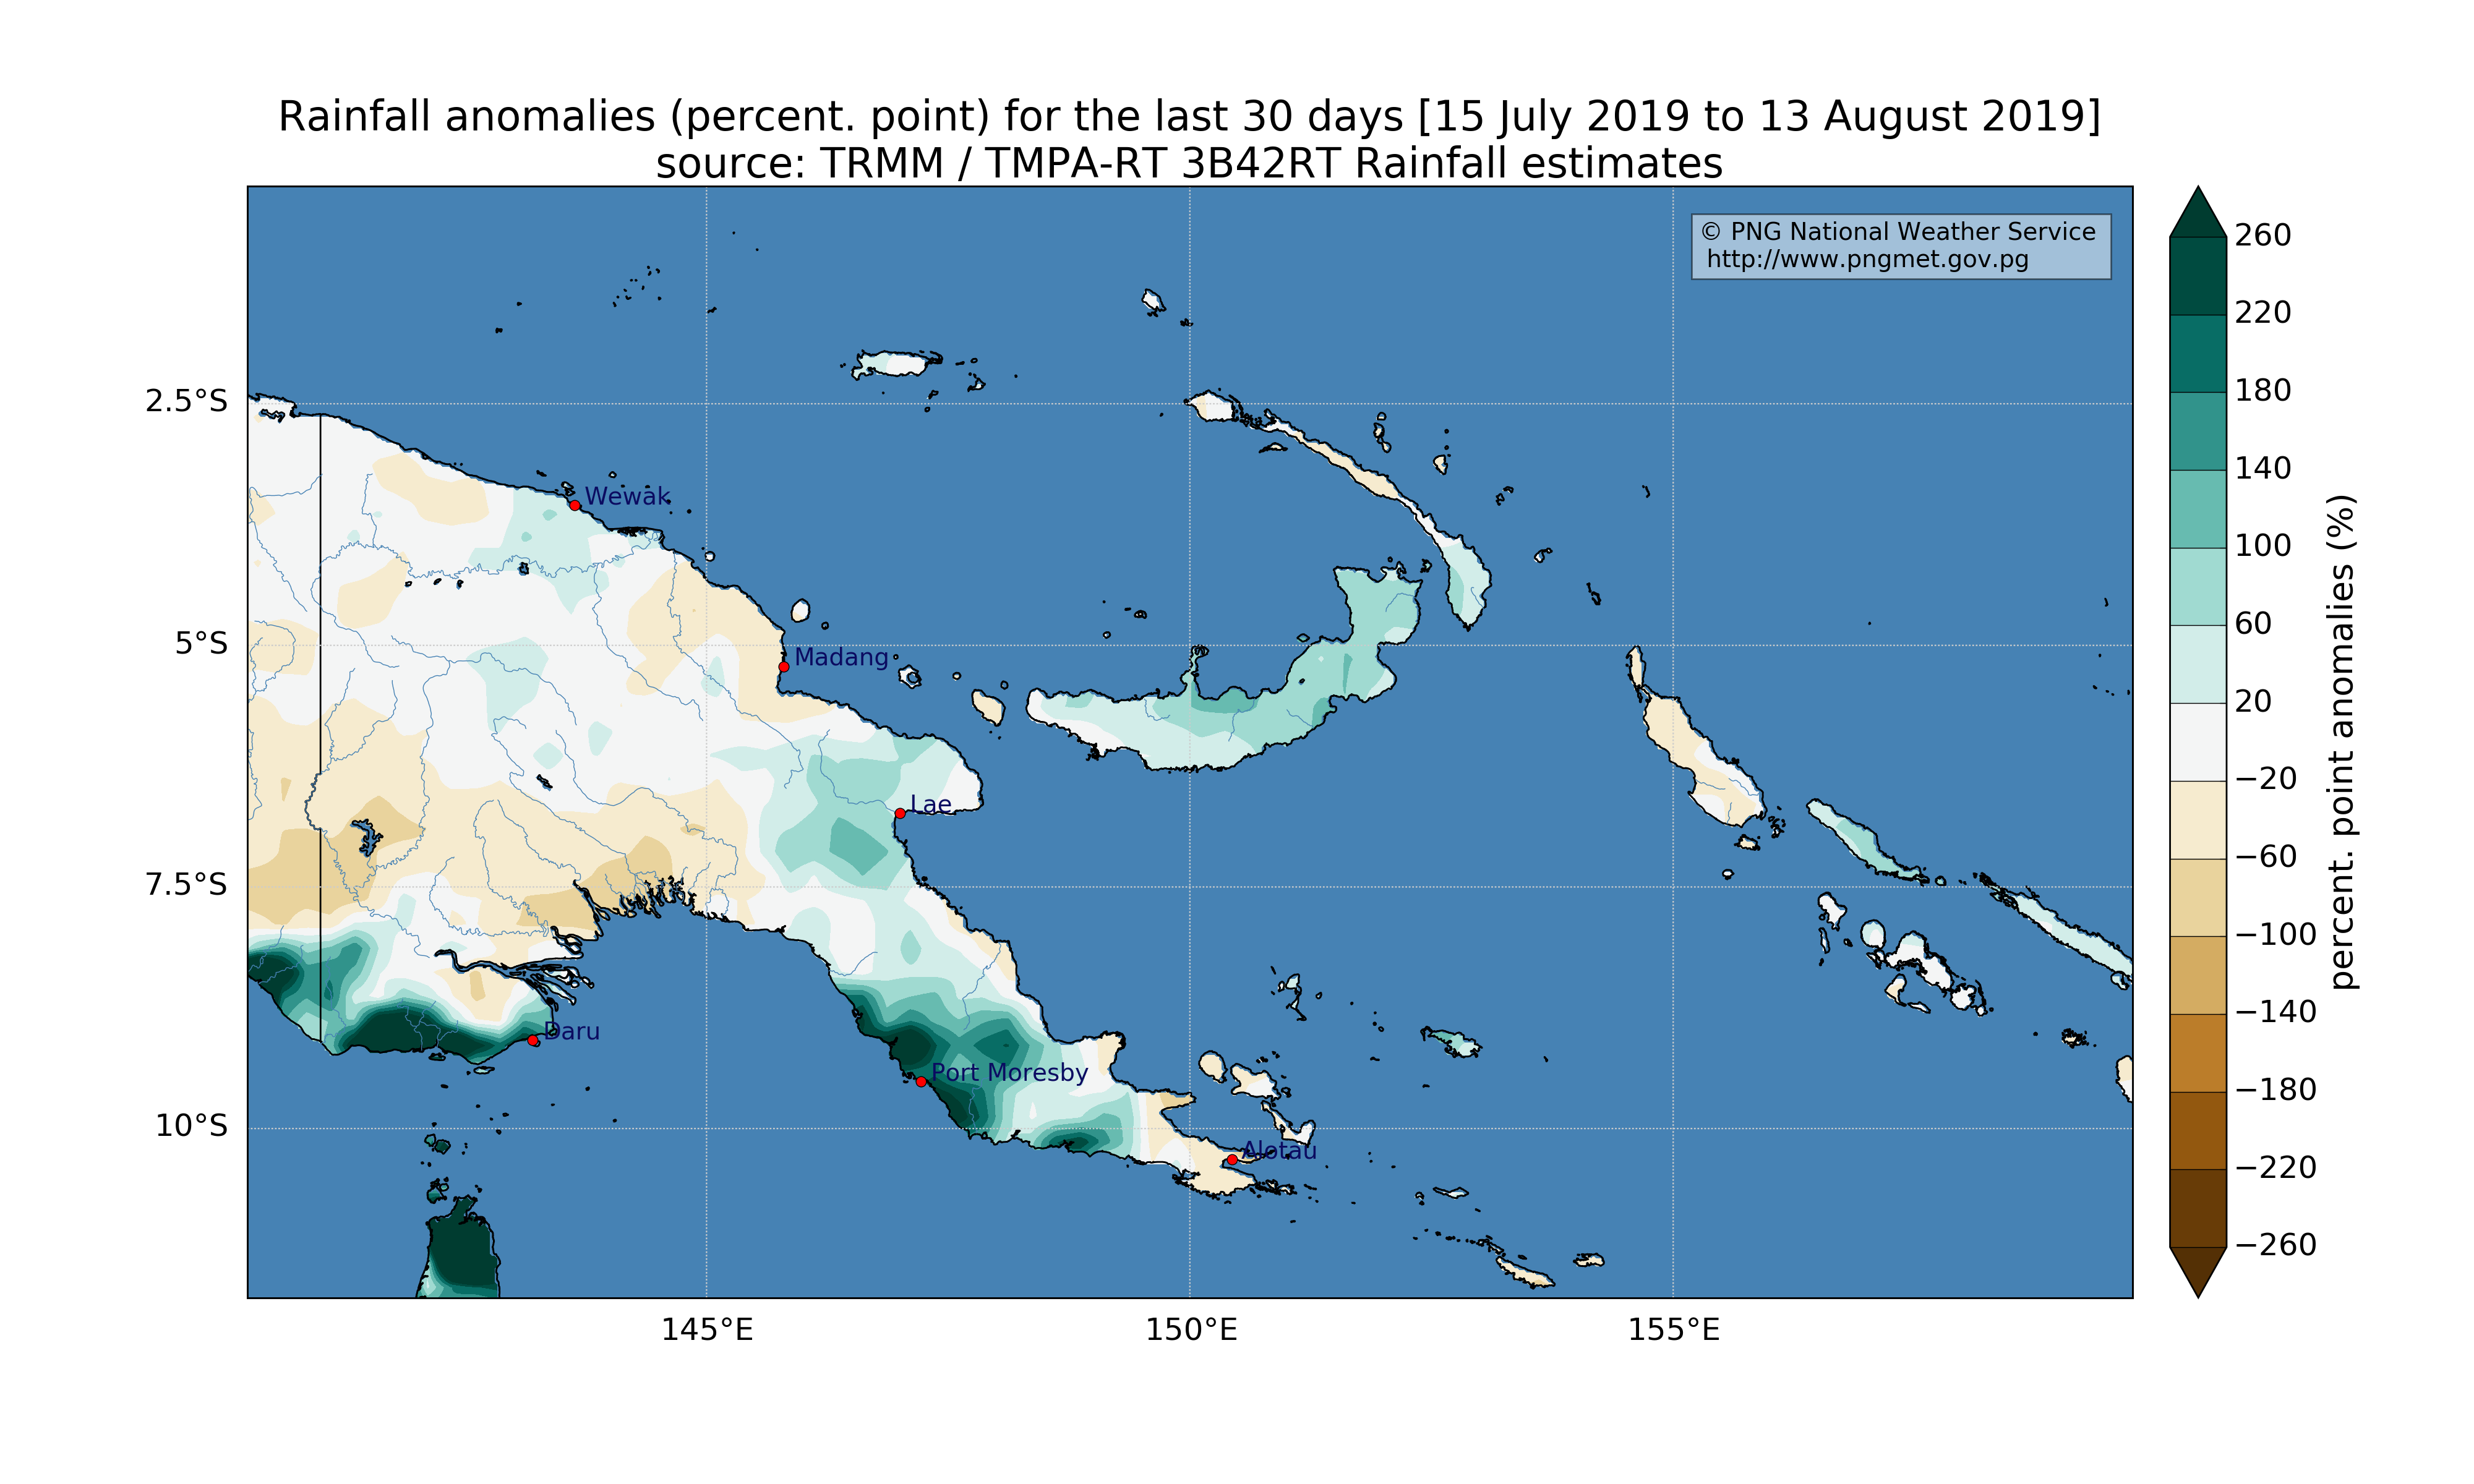 Rainfall anomalies (percent. point) for the last 30 days [15 July 2019 to 13 August 2019]
source: TRMM / TMPA-RT 3B42RT Rainfall estimates
© PNG National Weather Service
http://www.pngmet.gov.pg
2.5°S
5°S
7.5°S
10°S
Wewak
Madang
Lae
Daru
Port Moresby
Alotau
145°E
150°E
155°E
260
220
180
140
100
60
20
−20
−60
−100
−140
−180
−220
−260
percent. point anomalies (%)